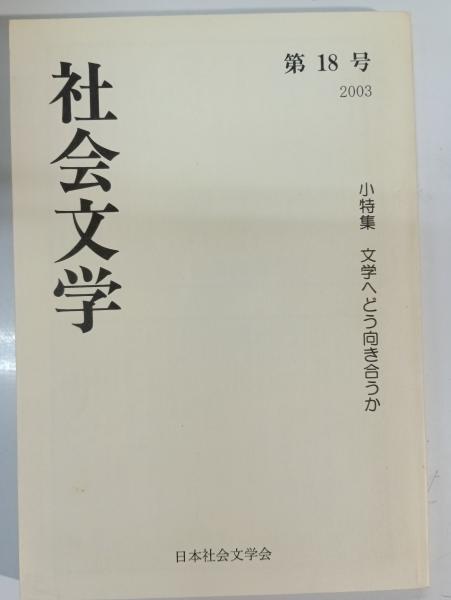 第 18 号
2003
社会文学
小特集 文学へどう向き合うか
日本社会文学会